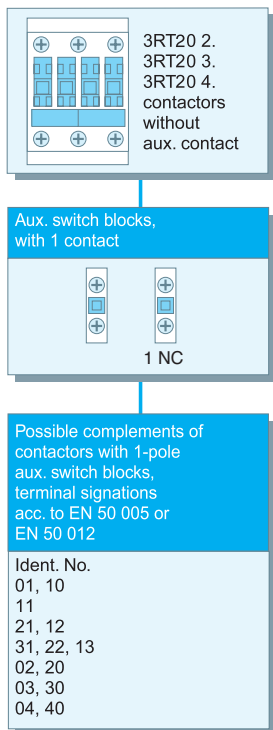 3RT20 2.
3RT20 3.
3RT20 4.
contactors
without
aux. contact
Aux. switch blocks,
with 1 contact
1 NC
Possible complements of
contactors with 1-pole
aux. switch blocks,
terminal signations
acc. to EN 50 005 or
EN 50 012
Ident. No.
01, 10
11
21, 12
31, 22, 13
02, 20
03, 30
04, 40